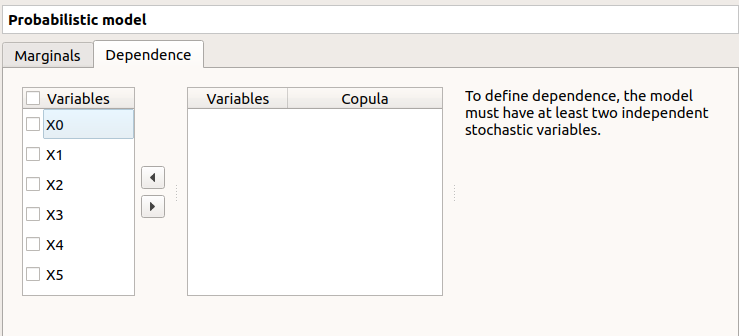 Probabilistic model
Marginals Dependence
Variables
X0
X1
X2
X3
X4
X5
Variables Copula
To define dependence, the model
must have at least two independent
stochastic variables.